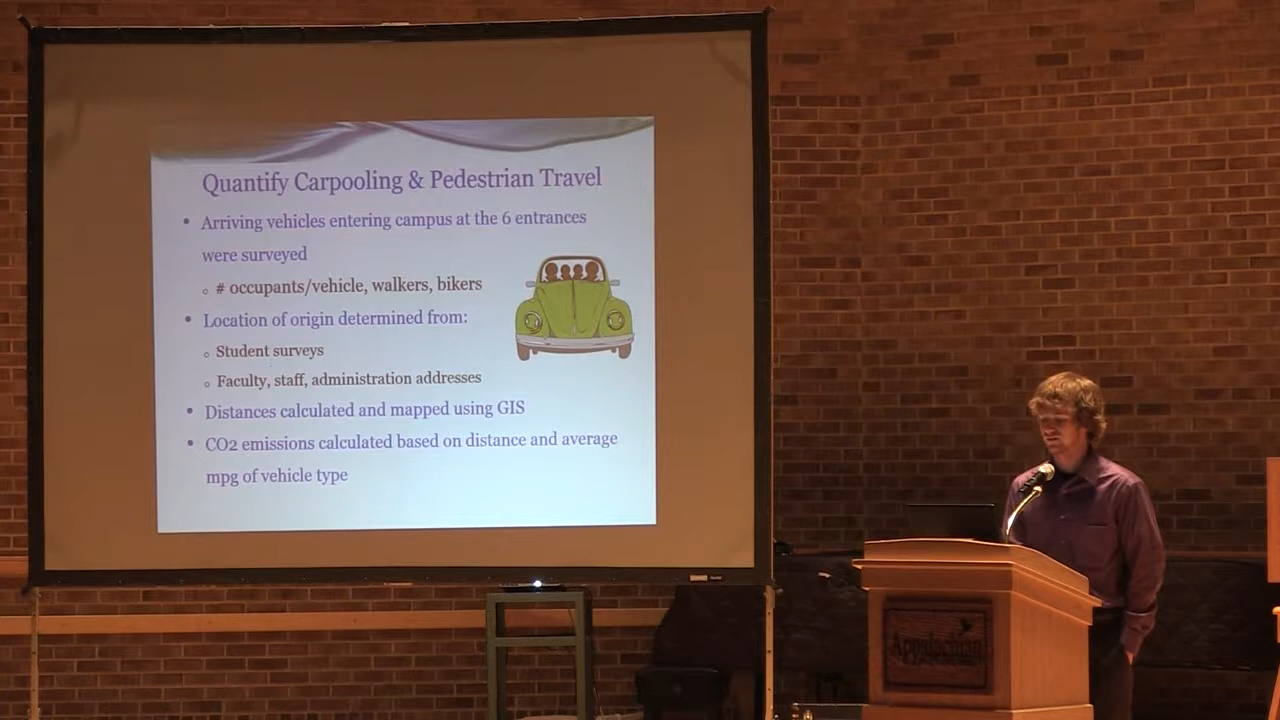 Quantify Carpooling & Pedestrian Travel
• Arriving vehicles entering campus at the 6 entrances
were surveyed
○ # occupants/vehicle, walkers, bikers
• Location of origin determined from:
○ Student surveys
○ Faculty, staff, administration addresses
• Distances calculated and mapped using GIS
• CO2 emissions calculated based on distance and average
mpg of vehicle type
Appalachian